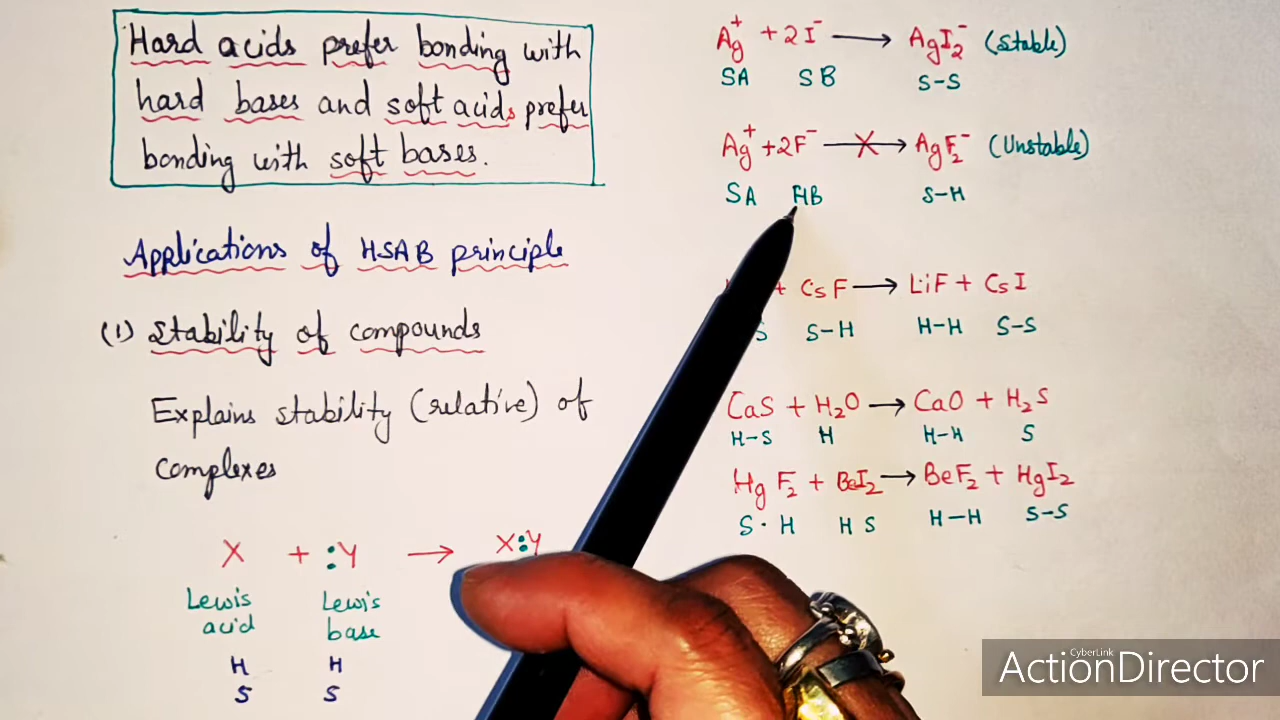 Hard acids prefer bonding with
hard bases and soft acids prefer
bonding with soft bases.
Applications of HSAB principle
(1) Stability of compounds
Explains stability (relative) of
complexes
X + :Y → X:Y
Lewis acid
Lewis base
H H
S S
Ag⁺ + 2I⁻ → AgI₂⁻ (Stable)
SA SB S-S
Ag⁺ + 2F⁻ —X→ AgF₂⁻ (Unstable)
SA HB S-H
+ CsF → LiF + CsI
S S-H H-H S-S
CaS + H₂O → CaO + H₂S
H-S H H-H S
HgF₂ + BeI₂ → BeF₂ + HgI₂
S·H H S H-H S-S
CyberLink
ActionDirector